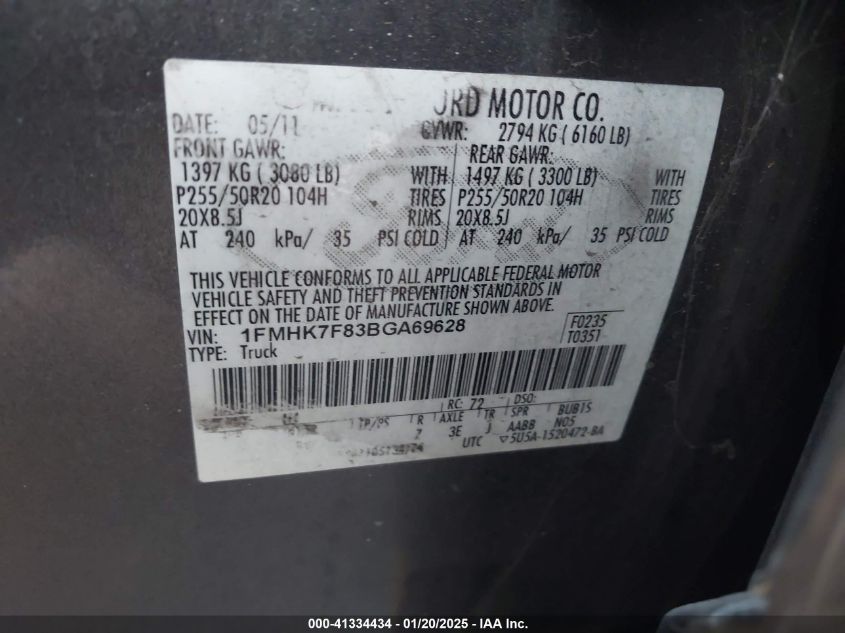 ORD MOTOR CO.
DATE: 05/11 GVWR: 2794 KG ( 6160 LB)
FRONT GAWR: REAR GAWR:
1397 KG ( 3080 LB) WITH 1497 KG ( 3300 LB) WITH
P255/50R20 104H TIRES P255/50R20 104H TIRES
20X8.5J RIMS 20X8.5J RIMS
AT 240 kPa/ 35 PSI COLD AT 240 kPa/ 35 PSI COLD
THIS VEHICLE CONFORMS TO ALL APPLICABLE FEDERAL MOTOR
VEHICLE SAFETY AND THEFT PREVENTION STANDARDS IN
EFFECT ON THE DATE OF MANUFACTURE SHOWN ABOVE.
VIN: 1FMHK7F83BGA69628 F0235
TYPE: Truck T0351
RC: 72 DSO:
TP/PS R AXLE TR SPR BUB15
2 3E J AABB N05
UTC ▽5U5A-1520472-BA
000-41334434 - 01/20/2025 - IAA Inc.